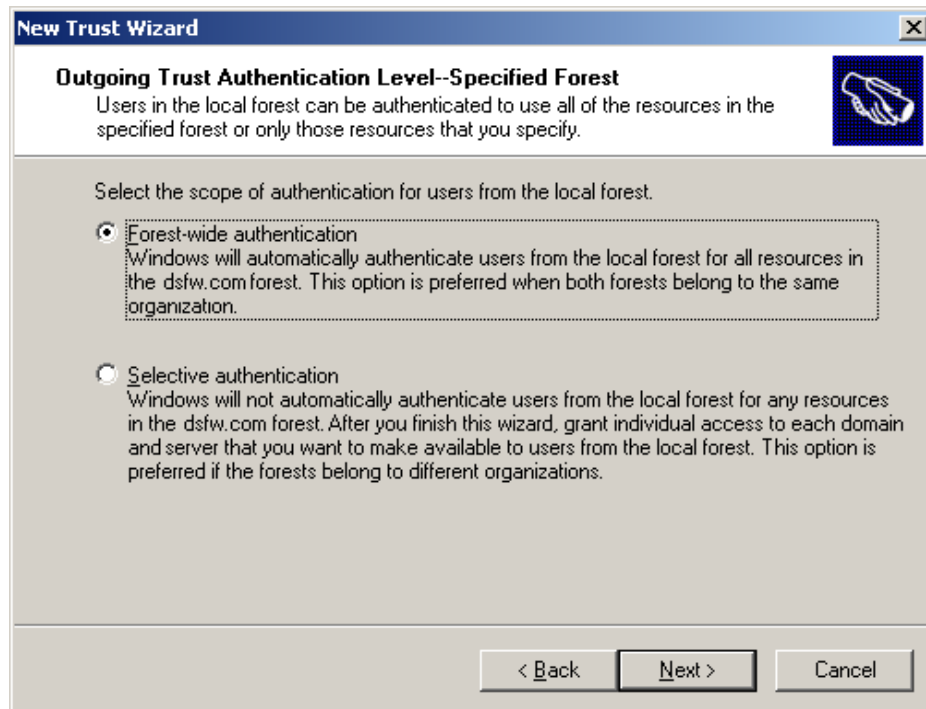 New Trust Wizard
Outgoing Trust Authentication Level--Specified Forest
Users in the local forest can be authenticated to use all of the resources in the
specified forest or only those resources that you specify.
Select the scope of authentication for users from the local forest.
Forest-wide authentication
Windows will automatically authenticate users from the local forest for all resources in
the dsfw.com forest. This option is preferred when both forests belong to the same
organization.
Selective authentication
Windows will not automatically authenticate users from the local forest for any resources
in the dsfw.com forest. After you finish this wizard, grant individual access to each domain
and server that you want to make available to users from the local forest. This option is
preferred if the forests belong to different organizations.
< Back
Next >
Cancel